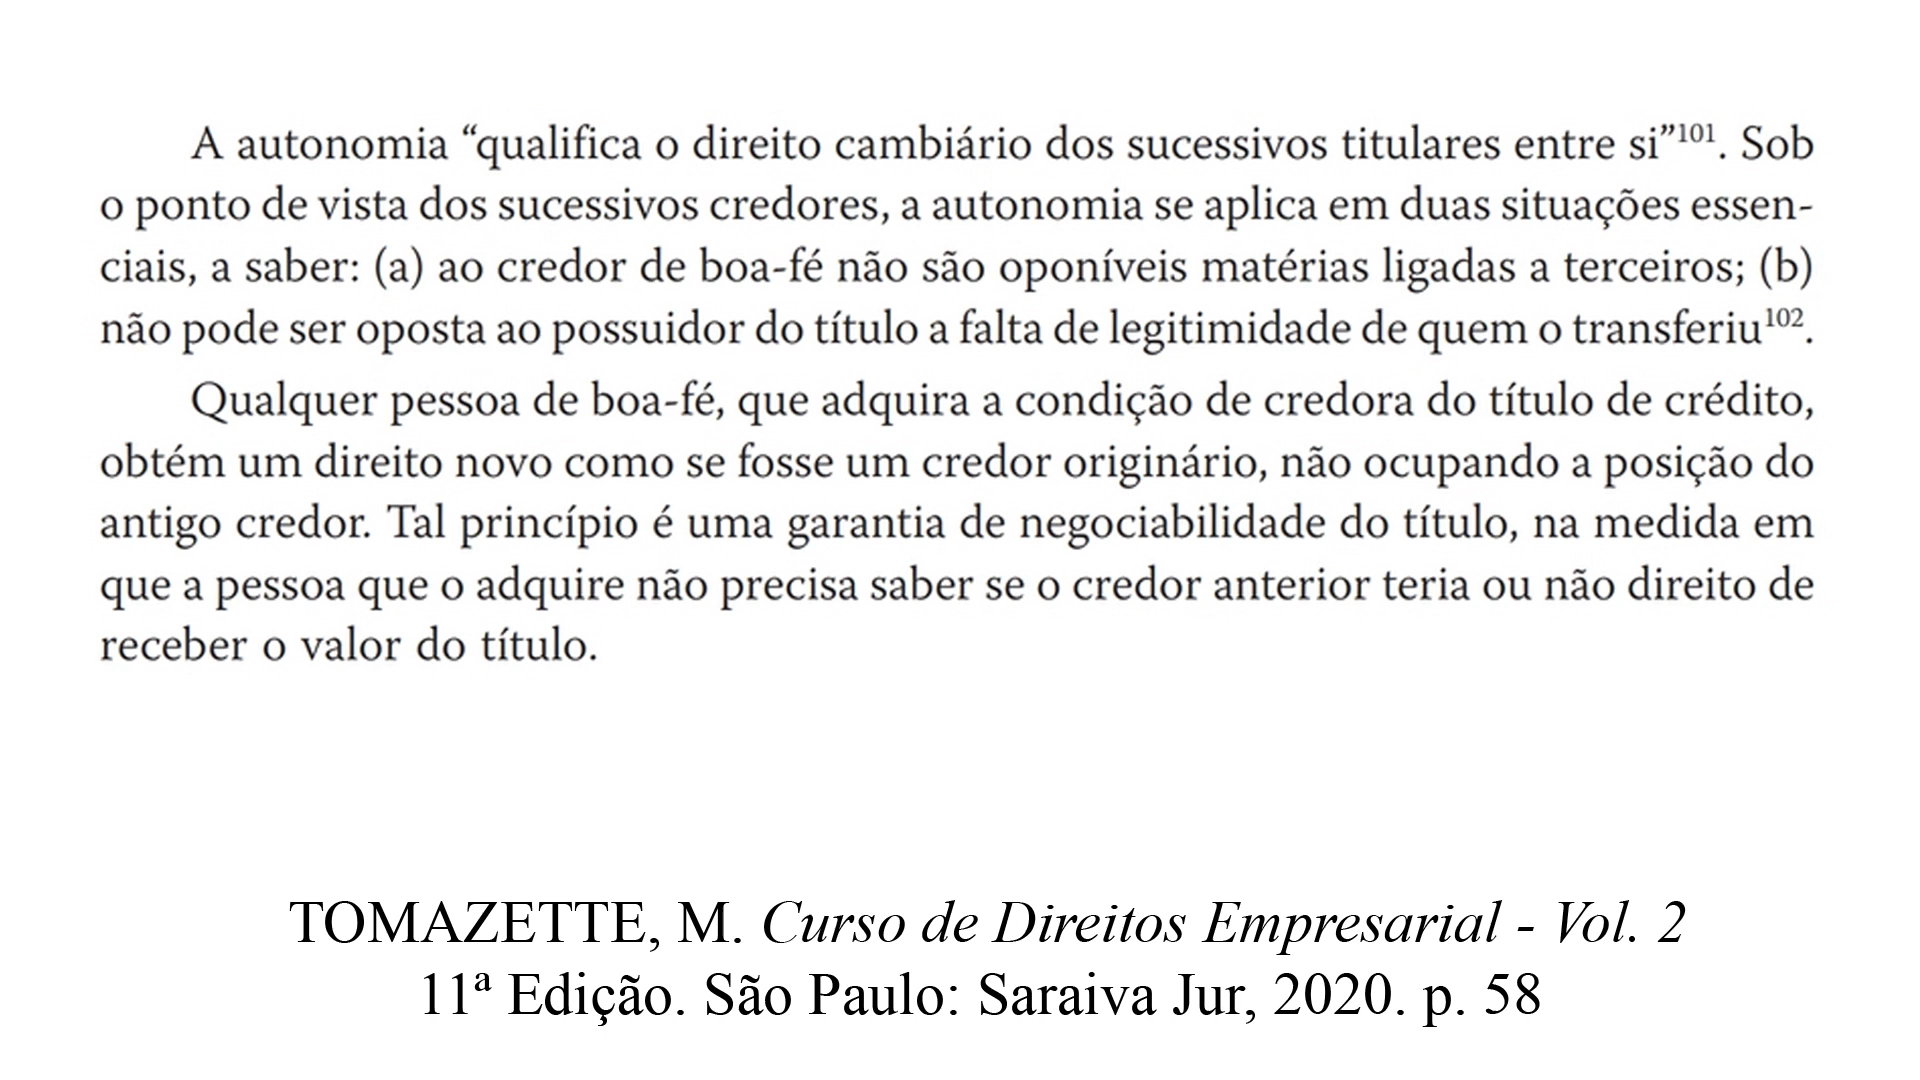 A autonomia “qualifica o direito cambiário dos sucessivos titulares entre si”101. Sob
o ponto de vista dos sucessivos credores, a autonomia se aplica em duas situações essen-
ciais, a saber: (a) ao credor de boa-fé não são oponíveis matérias ligadas a terceiros; (b)
não pode ser oposta ao possuidor do título a falta de legitimidade de quem o transferiu102.
Qualquer pessoa de boa-fé, que adquira a condição de credora do título de crédito,
obtém um direito novo como se fosse um credor originário, não ocupando a posição do
antigo credor. Tal princípio é uma garantia de negociabilidade do título, na medida em
que a pessoa que o adquire não precisa saber se o credor anterior teria ou não direito de
receber o valor do título.
TOMAZETTE, M. Curso de Direitos Empresarial - Vol. 2
11ª Edição. São Paulo: Saraiva Jur, 2020. p. 58